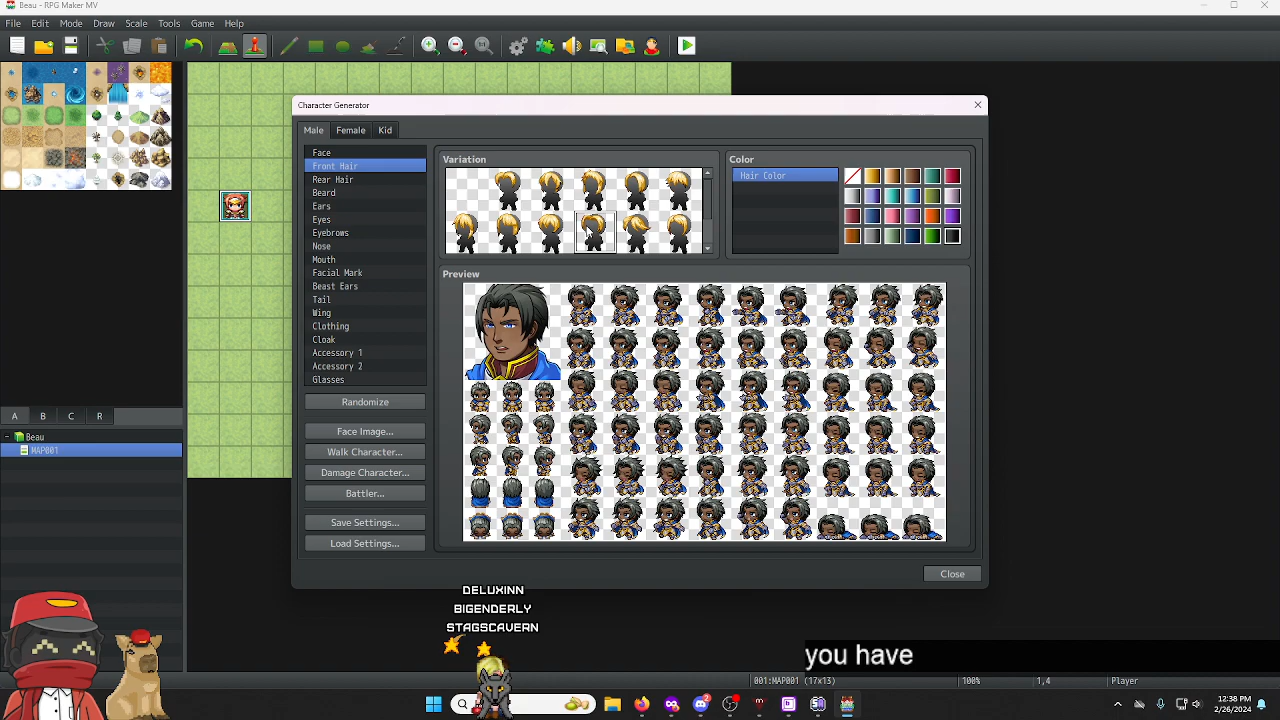 Beau - RPG Maker MV
File Edit Mode Draw Scale Tools Game Help
Character Generator
Male Female Kid
Face
Front Hair
Rear Hair
Beard
Ears
Eyes
Eyebrows
Nose
Mouth
Facial Mark
Beast Ears
Tail
Wing
Clothing
Cloak
Accessory 1
Accessory 2
Glasses
Randomize
Face Image...
Walk Character...
Damage Character...
Battler...
Save Settings...
Load Settings...
Variation
Color
Hair Color
Preview
Close
A B C R
Beau
MAP001
DELUXINN
BIGENDERLY
STAGSCAVERN
you have
001:MAP001 (17x13) 100% 1,4 Player
12:38 PM
2/26/2024